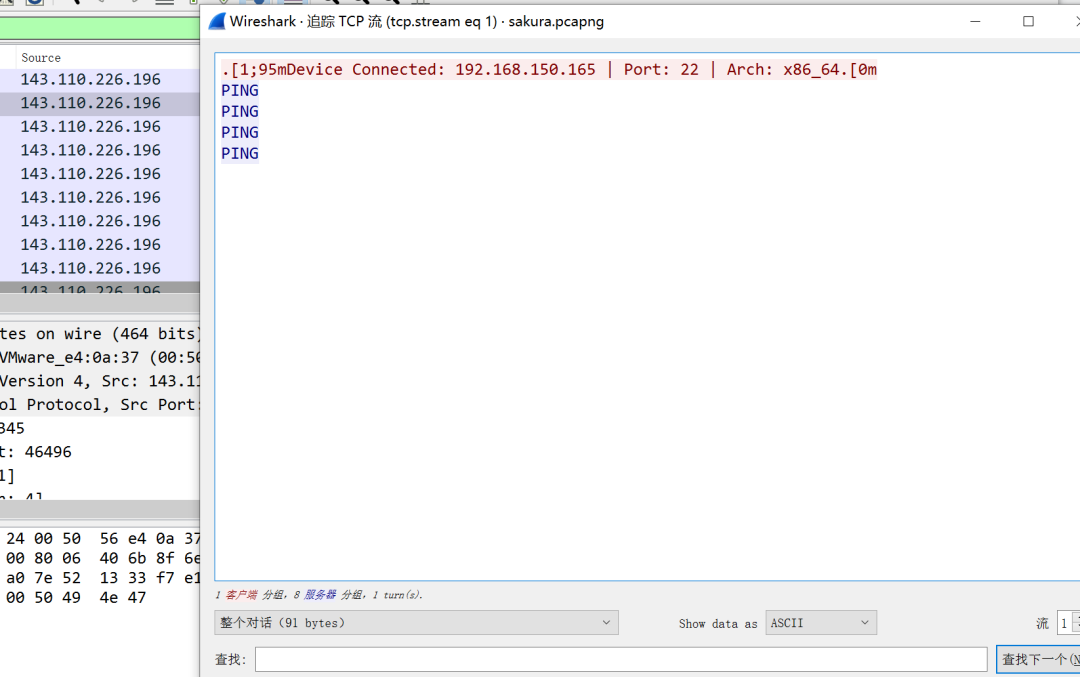 Wireshark · 追踪 TCP 流 (tcp.stream eq 1) · sakura.pcapng
Source
143.110.226.196
143.110.226.196
143.110.226.196
143.110.226.196
143.110.226.196
143.110.226.196
143.110.226.196
143.110.226.196
143.110.226.196
143.110.226.196
.[1;95mDevice Connected: 192.168.150.165 | Port: 22 | Arch: x86_64.[0m
PING
PING
PING
PING
tes on wire (464 bits)
VMware_e4:0a:37 (00:50
Version 4, Src: 143.11
ol Protocol, Src Port:
345
t: 46496
1]
n: 4]
24 00 50 56 e4 0a 37
00 80 06 40 6b 8f 6e
a0 7e 52 13 33 f7 e1
00 50 49 4e 47
1 客户端 分组, 8 服务器 分组, 1 turn(s).
整个对话 (91 bytes)
Show data as
ASCII
流
1
查找:
查找下一个(N